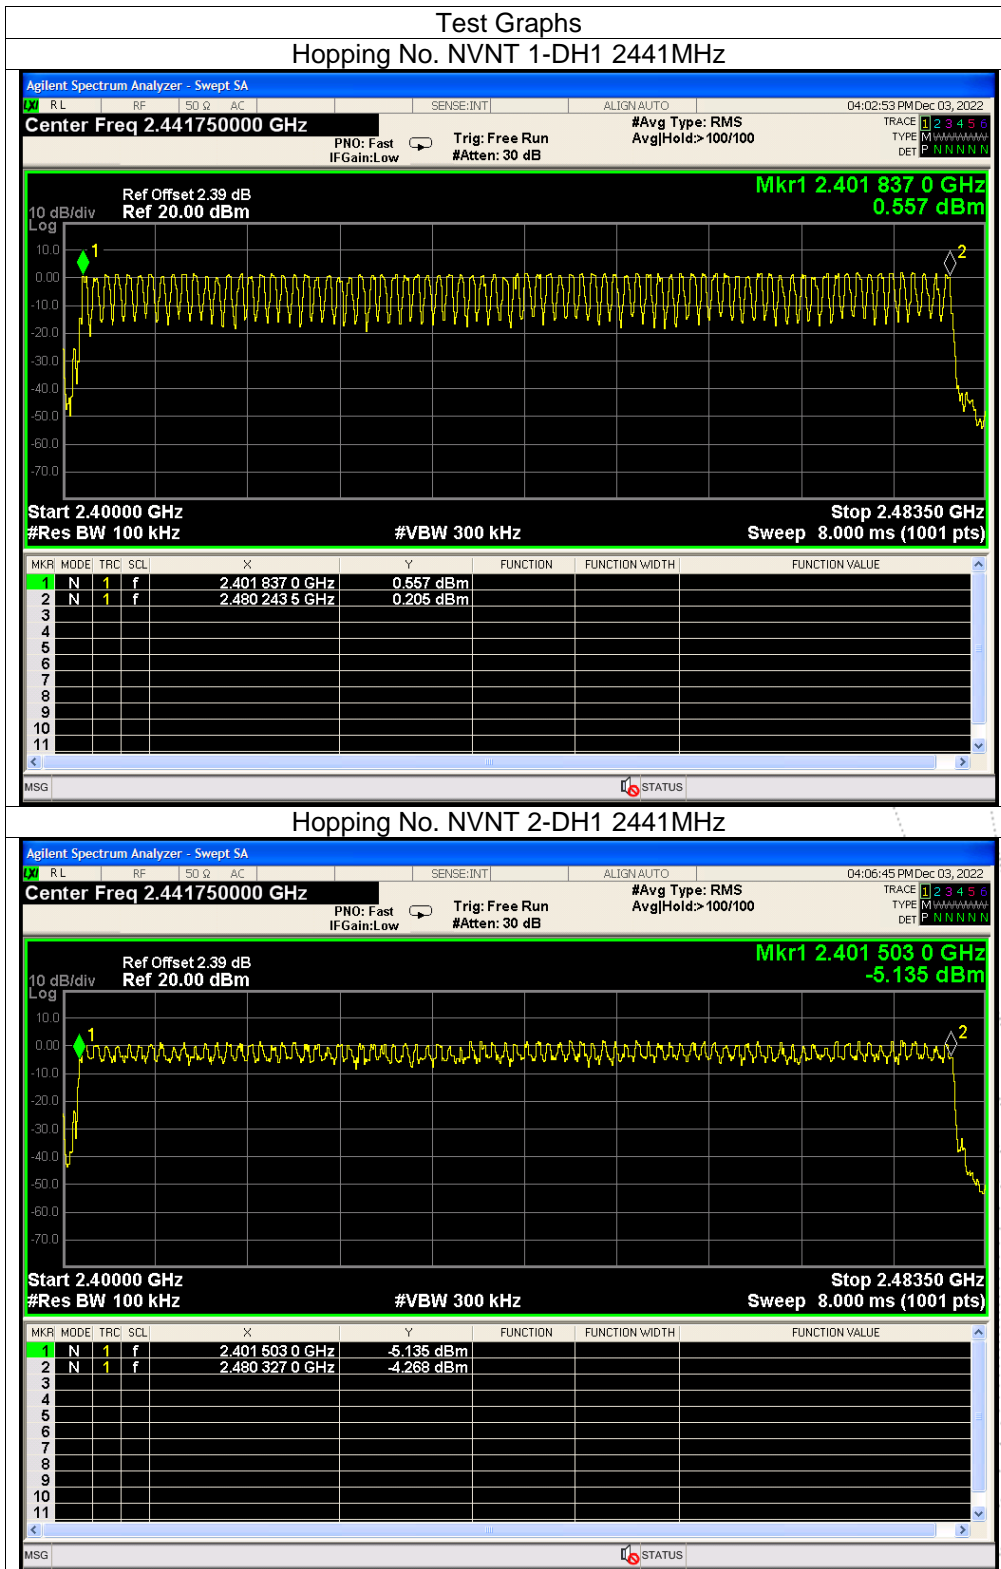 Test Graphs
Hopping No. NVNT 1-DH1 2441MHz
Agilent Spectrum Analyzer - Swept SA
LXI RL RF 50 Ω AC SENSE:INT ALIGN AUTO 04:02:53 PM Dec 03, 2022
Center Freq 2.441750000 GHz #Avg Type: RMS TRACE 1 2 3 4 5 6
PNO: Fast Trig: Free Run Avg|Hold:> 100/100 TYPE M
IFGain:Low #Atten: 30 dB DET P N N N N N
Mkr1 2.401 837 0 GHz
Ref Offset 2.39 dB 0.557 dBm
10 dB/div Ref 20.00 dBm
Log
10.0
1
2
0.00
-10.0
-20.0
-30.0
-40.0
-50.0
-60.0
-70.0
Start 2.40000 GHz Stop 2.48350 GHz
#Res BW 100 kHz #VBW 300 kHz Sweep 8.000 ms (1001 pts)
MKR MODE TRC SCL X Y FUNCTION FUNCTION WIDTH FUNCTION VALUE
1 N 1 f 2.401 837 0 GHz 0.557 dBm
2 N 1 f 2.480 243 5 GHz 0.205 dBm
3
4
5
6
7
8
9
10
11
MSG STATUS
Hopping No. NVNT 2-DH1 2441MHz
Agilent Spectrum Analyzer - Swept SA
LXI RL RF 50 Ω AC SENSE:INT ALIGN AUTO 04:06:45 PM Dec 03, 2022
Center Freq 2.441750000 GHz #Avg Type: RMS TRACE 1 2 3 4 5 6
PNO: Fast Trig: Free Run Avg|Hold:> 100/100 TYPE M
IFGain:Low #Atten: 30 dB DET P N N N N N
Mkr1 2.401 503 0 GHz
Ref Offset 2.39 dB -5.135 dBm
10 dB/div Ref 20.00 dBm
Log
10.0
1
2
0.00
-10.0
-20.0
-30.0
-40.0
-50.0
-60.0
-70.0
Start 2.40000 GHz Stop 2.48350 GHz
#Res BW 100 kHz #VBW 300 kHz Sweep 8.000 ms (1001 pts)
MKR MODE TRC SCL X Y FUNCTION FUNCTION WIDTH FUNCTION VALUE
1 N 1 f 2.401 503 0 GHz -5.135 dBm
2 N 1 f 2.480 327 0 GHz -4.268 dBm
3
4
5
6
7
8
9
10
11
MSG STATUS